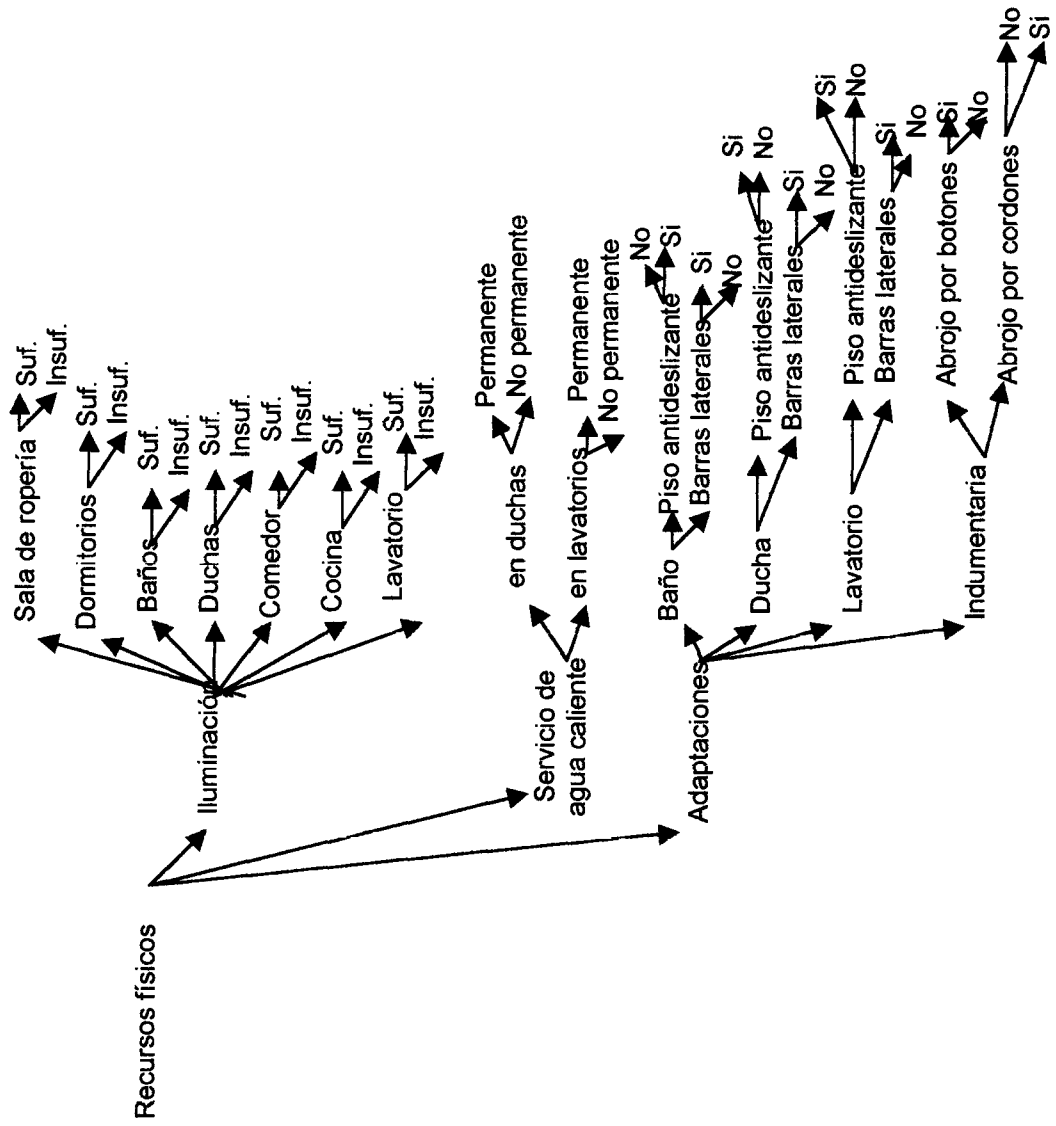 Recursos físicos
Iluminación
Sala de ropería
Suf.
Insuf.
Dormitorios
Suf.
Insuf.
Baños
Suf.
Insuf.
Duchas
Suf.
Insuf.
Comedor
Suf.
Insuf.
Cocina
Suf.
Insuf.
Lavatorio
Suf.
Insuf.
Servicio de
agua caliente
en duchas
Permanente
No permanente
en lavatorios
Permanente
No permanente
Adaptaciones
Baño
Piso antideslizante
No
Si
Barras laterales
Si
No
Ducha
Piso antideslizante
Si
No
Barras laterales
Si
No
Lavatorio
Piso antideslizante
Si
No
Barras laterales
Si
No
Indumentaria
Abrojo por botones
Si
No
Abrojo por cordones
No
Si